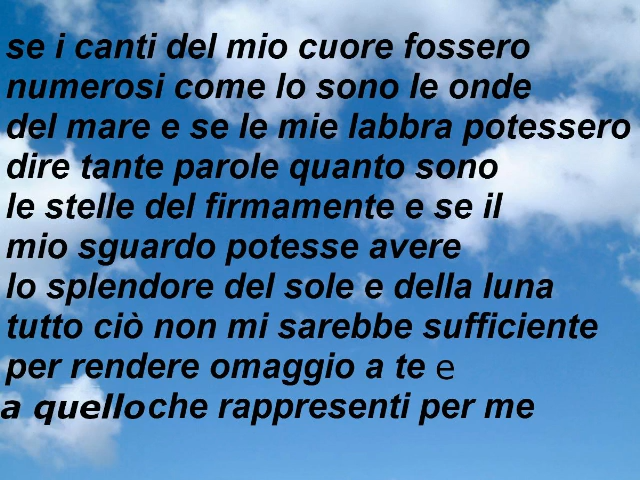 se i canti del mio cuore fossero
numerosi come lo sono le onde
del mare e se le mie labbra potessero
dire tante parole quanto sono
le stelle del firmamente e se il
mio sguardo potesse avere
lo splendore del sole e della luna
tutto ciò non mi sarebbe sufficiente
per rendere omaggio a te e
a quello che rappresenti per me